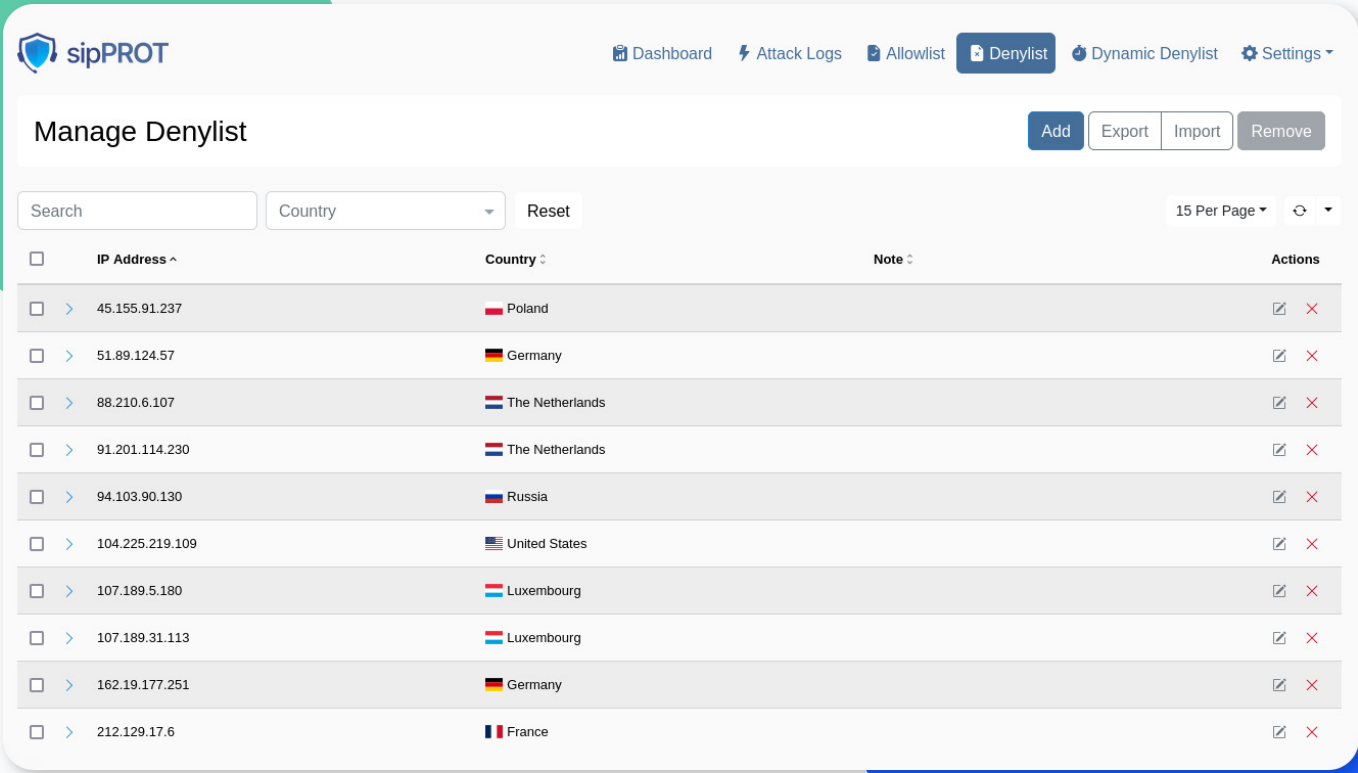 sipPROT
Dashboard Attack Logs Allowlist Denylist Dynamic Denylist Settings
Manage Denylist
Add Export Import Remove
Search Country Reset 15 Per Page
IP Address Country Note Actions
45.155.91.237 Poland
51.89.124.57 Germany
88.210.6.107 The Netherlands
91.201.114.230 The Netherlands
94.103.90.130 Russia
104.225.219.109 United States
107.189.5.180 Luxembourg
107.189.31.113 Luxembourg
162.19.177.251 Germany
212.129.17.6 France